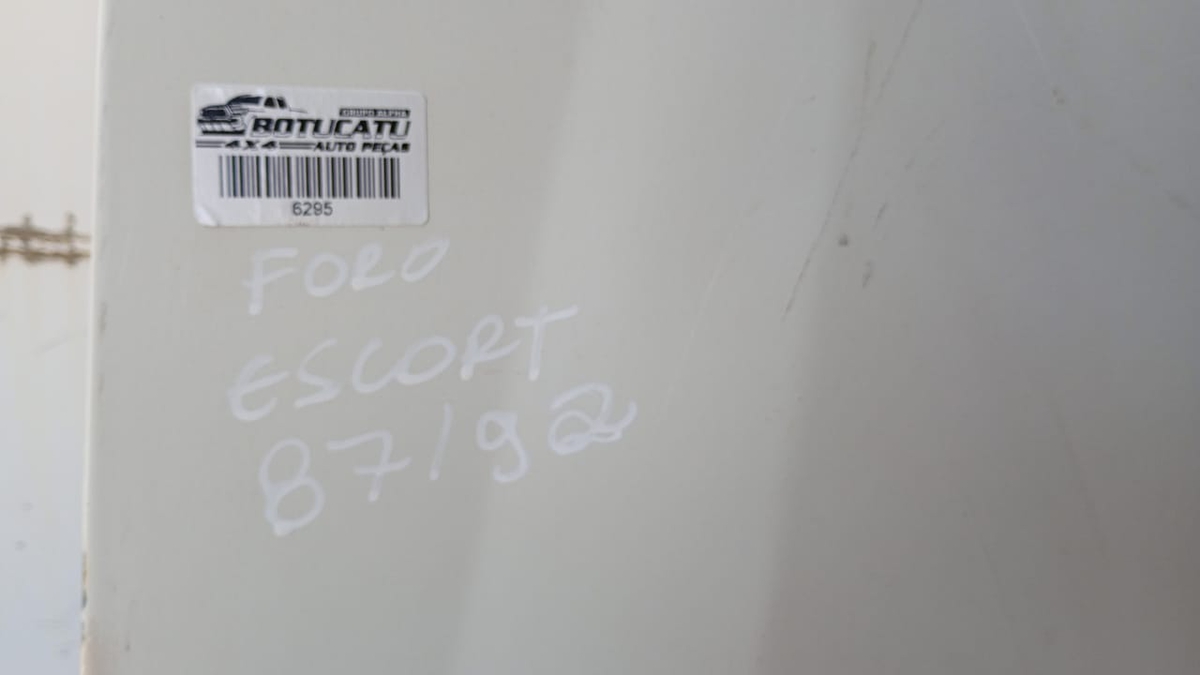 GRUPO ALPHA
BOTUCATU
4X4 AUTO PEÇAS
6295
FORD
ESCORT
87/92